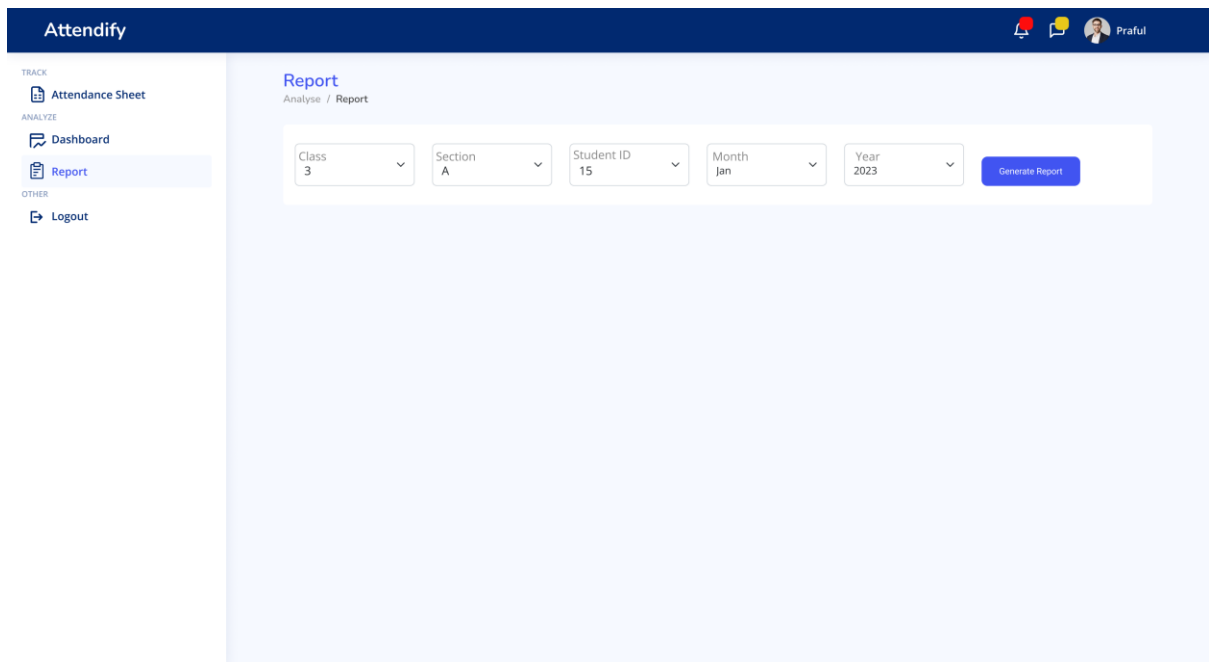 Attendify
Praful
TRACK
Attendance Sheet
ANALYZE
Dashboard
Report
OTHER
Logout
Report
Analyse / Report
Class
3
Section
A
Student ID
15
Month
Jan
Year
2023
Generate Report